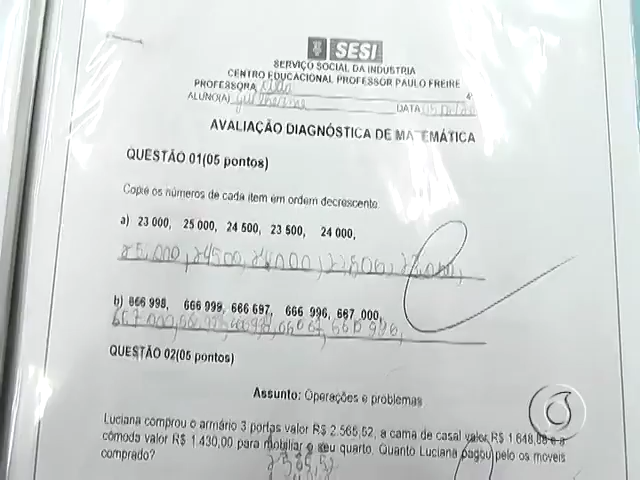 SESI
SERVIÇO SOCIAL DA INDUSTRIA
CENTRO EDUCACIONAL PROFESSOR PAULO FREIRE
PROFESSORA
ALUNO(A) DATA
AVALIAÇÃO DIAGNÓSTICA DE MATEMÁTICA
QUESTÃO 01(05 pontos)
Copie os números de cada item em ordem decrescente.
a) 23 000, 25 000, 24 500, 23 500, 24 000,
25,000, 24500, 24000,
b) 666 998, 666 999, 666 697, 666 996, 667 000,
667000,
QUESTÃO 02(05 pontos)
Assunto: Operações e problemas
Luciana comprou o armário 3 portas valor R$ 2.565,52, a cama de casal valor R$ 1.648, e a
cômoda valor R$ 1.430,00 para mobiliar o seu quarto. Quanto Luciana pagou pelo os moveis
comprado?
2565,52